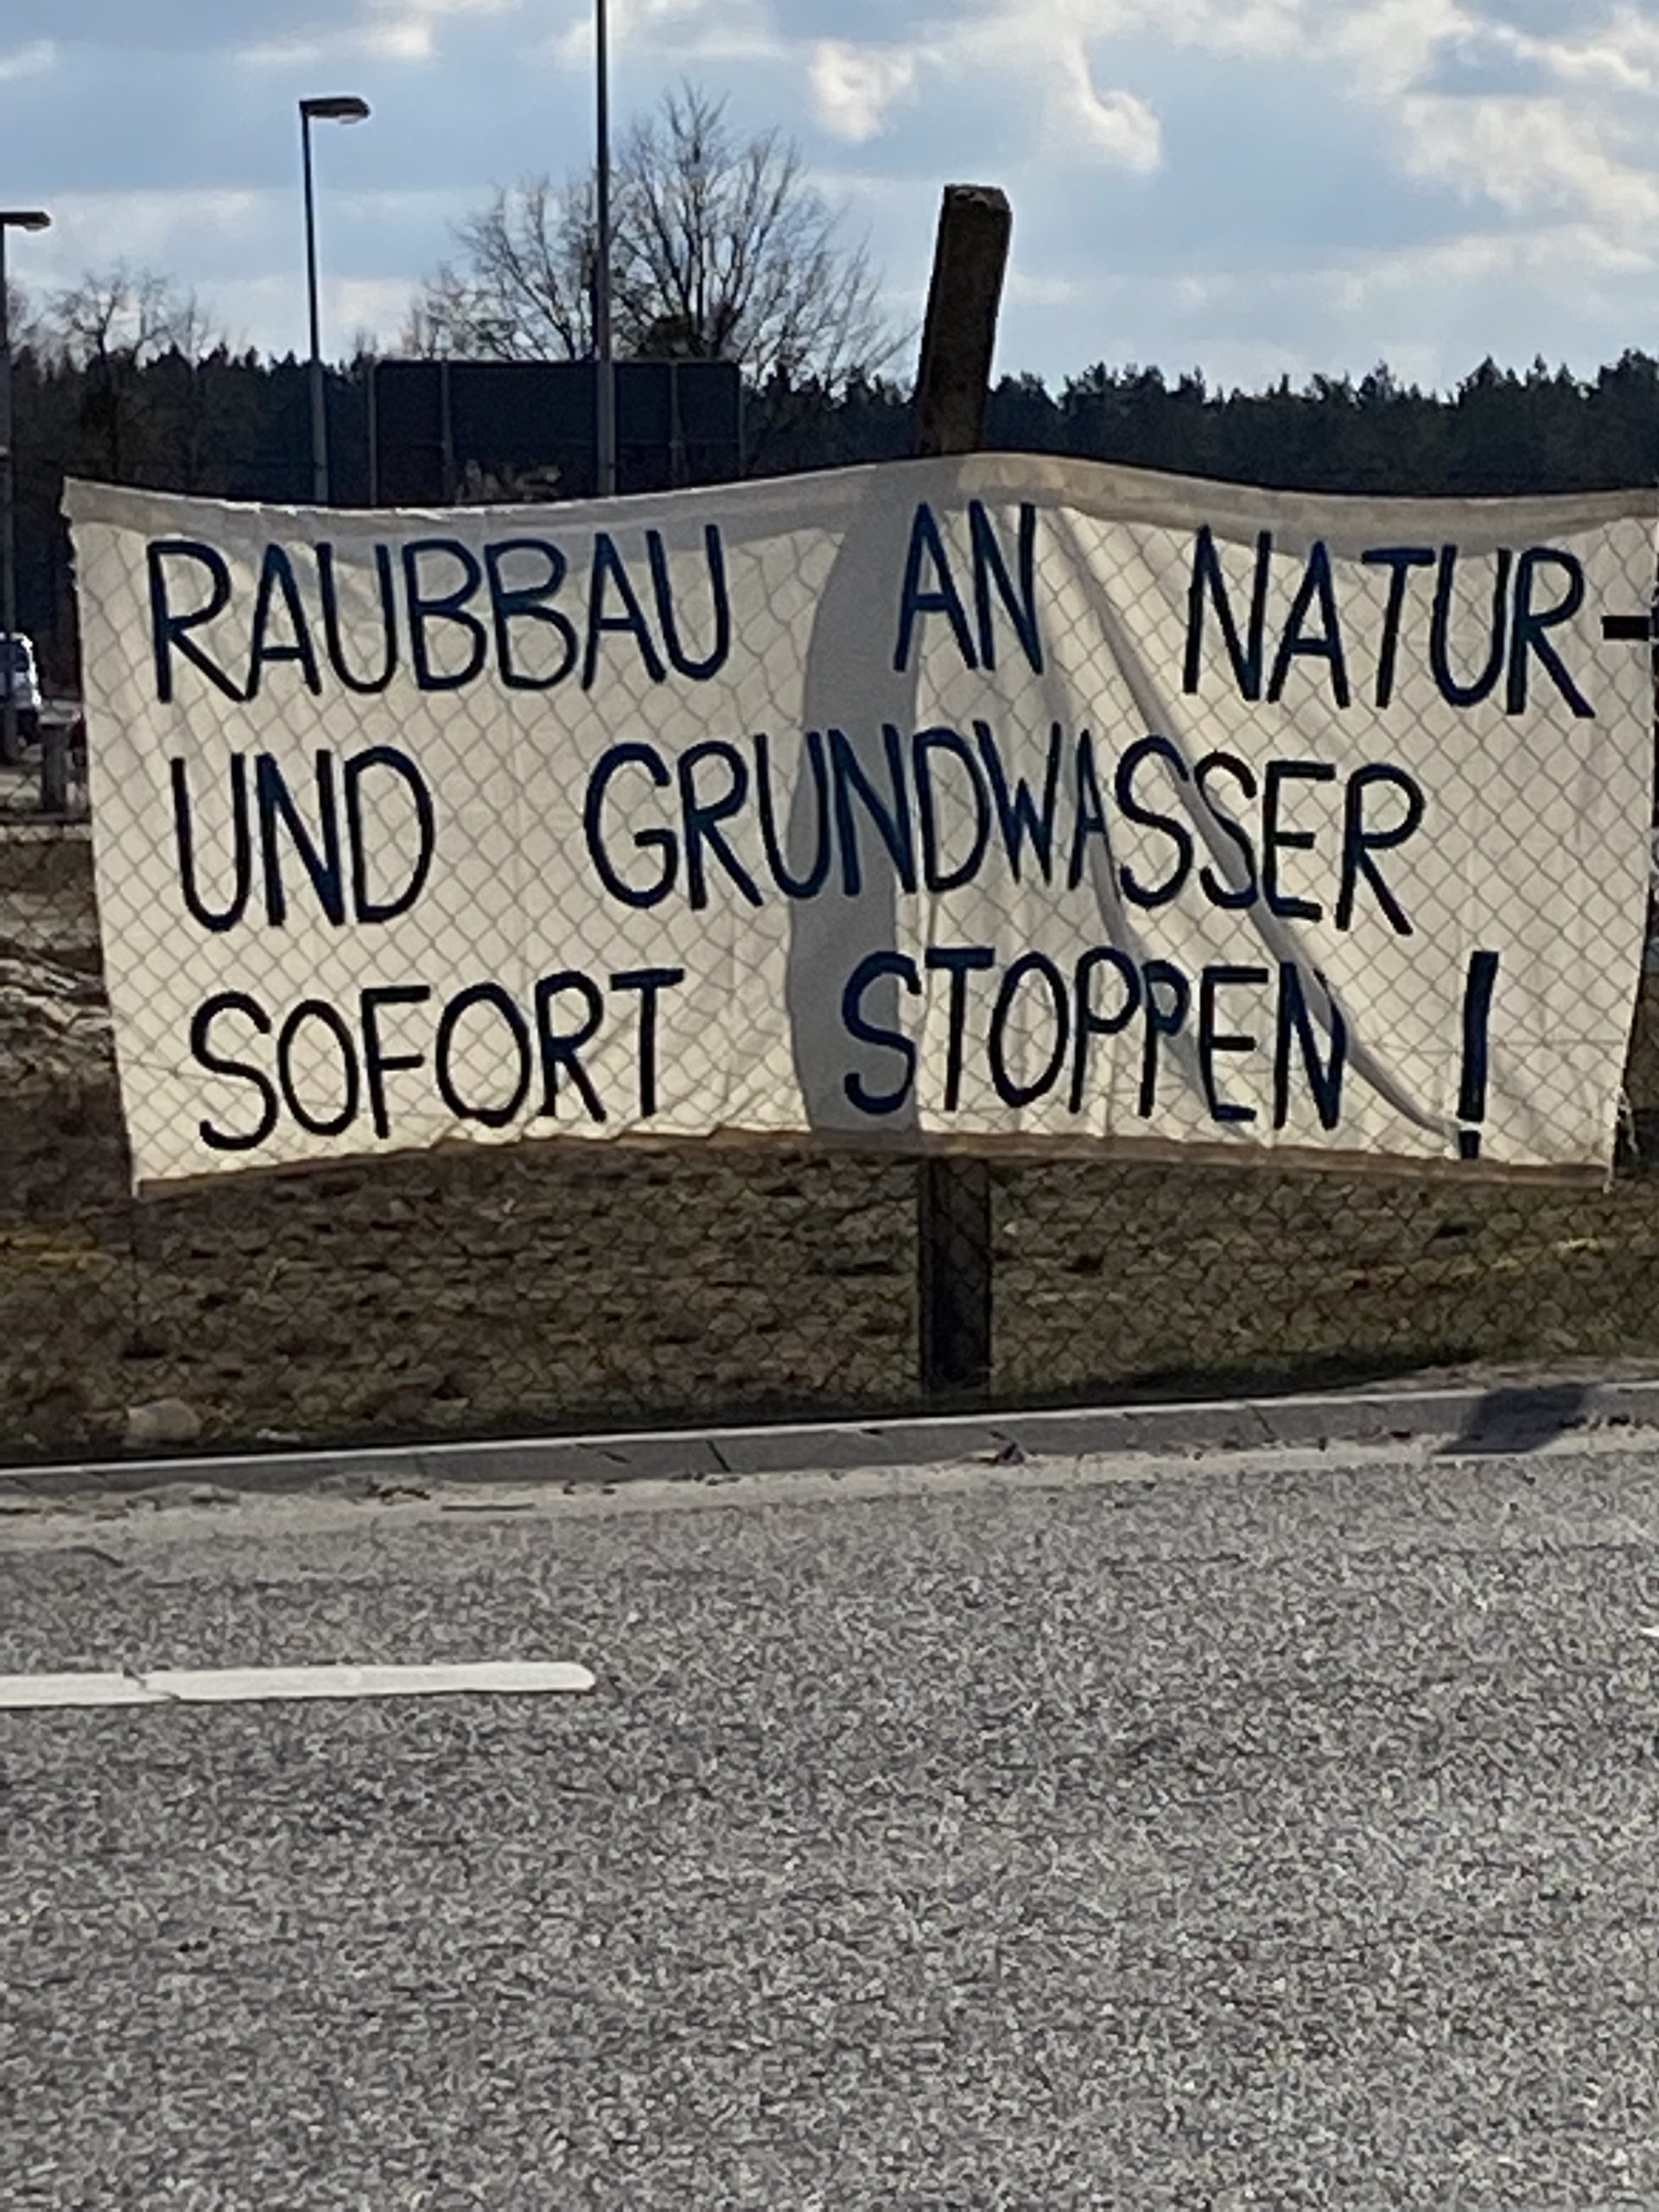 RAUBBAU AN NATUR-
UND GRUNDWASSER
SOFORT STOPPEN!